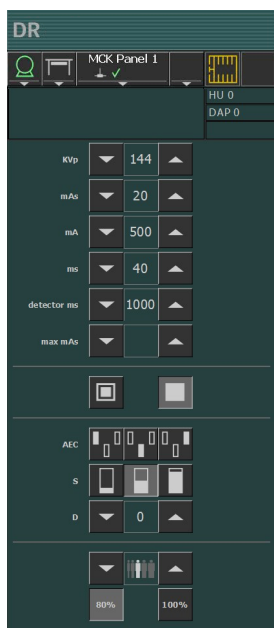 DR
MCK Panel 1
HU 0
DAP 0
KVp 144
mAs 20
mA 500
ms 40
detector ms 1000
max mAs
AEC
S
D 0
80% 100%